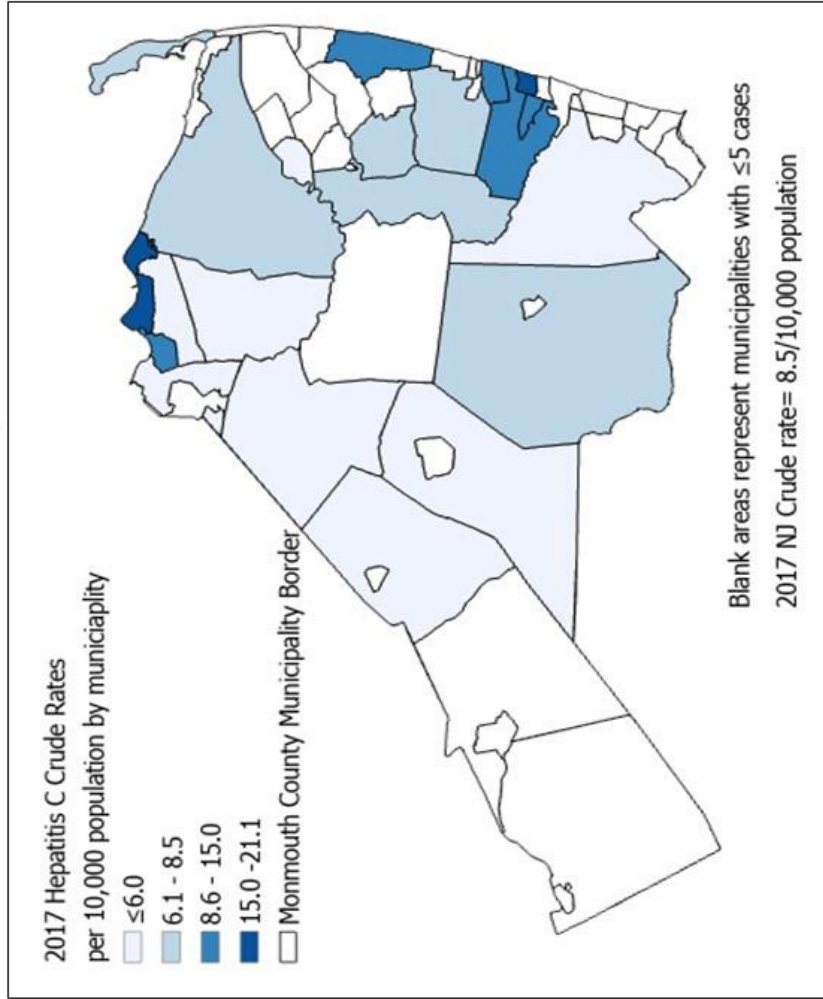 2017 Hepatitis C Crude Rates
per 10,000 population by municiaplity
≤6.0
6.1 - 8.5
8.6 - 15.0
15.0 -21.1
Monmouth County Municipality Border
Blank areas represent municipalities with ≤5 cases
2017 NJ Crude rate= 8.5/10,000 population